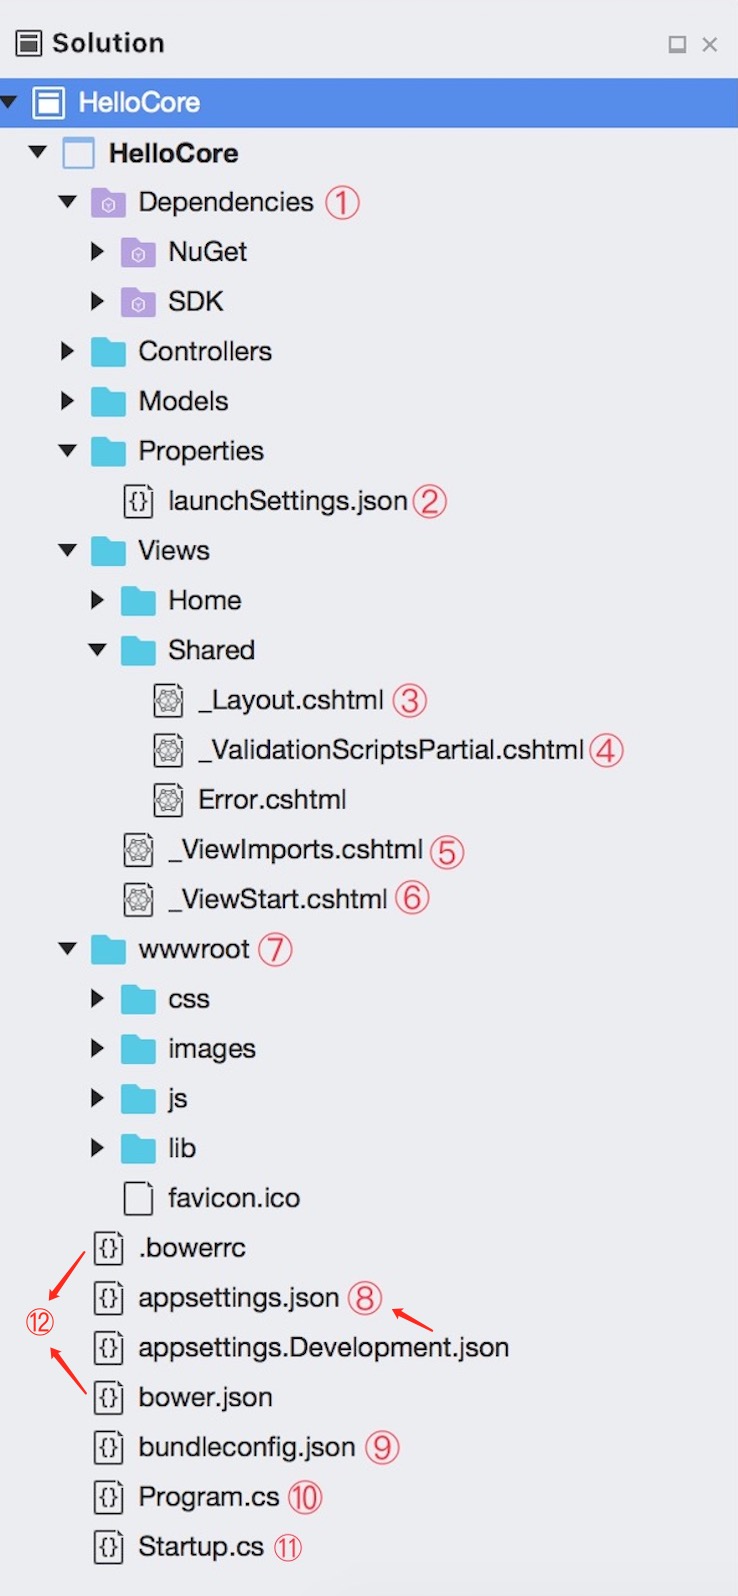 Solution
HelloCore
HelloCore
Dependencies ①
NuGet
SDK
Controllers
Models
Properties
launchSettings.json ②
Views
Home
Shared
_Layout.cshtml ③
_ValidationScriptsPartial.cshtml ④
Error.cshtml
_ViewImports.cshtml ⑤
_ViewStart.cshtml ⑥
wwwroot ⑦
css
images
js
lib
favicon.ico
.bowerrc
appsettings.json ⑧
⑫
appsettings.Development.json
bower.json
bundleconfig.json ⑨
Program.cs ⑩
Startup.cs ⑪